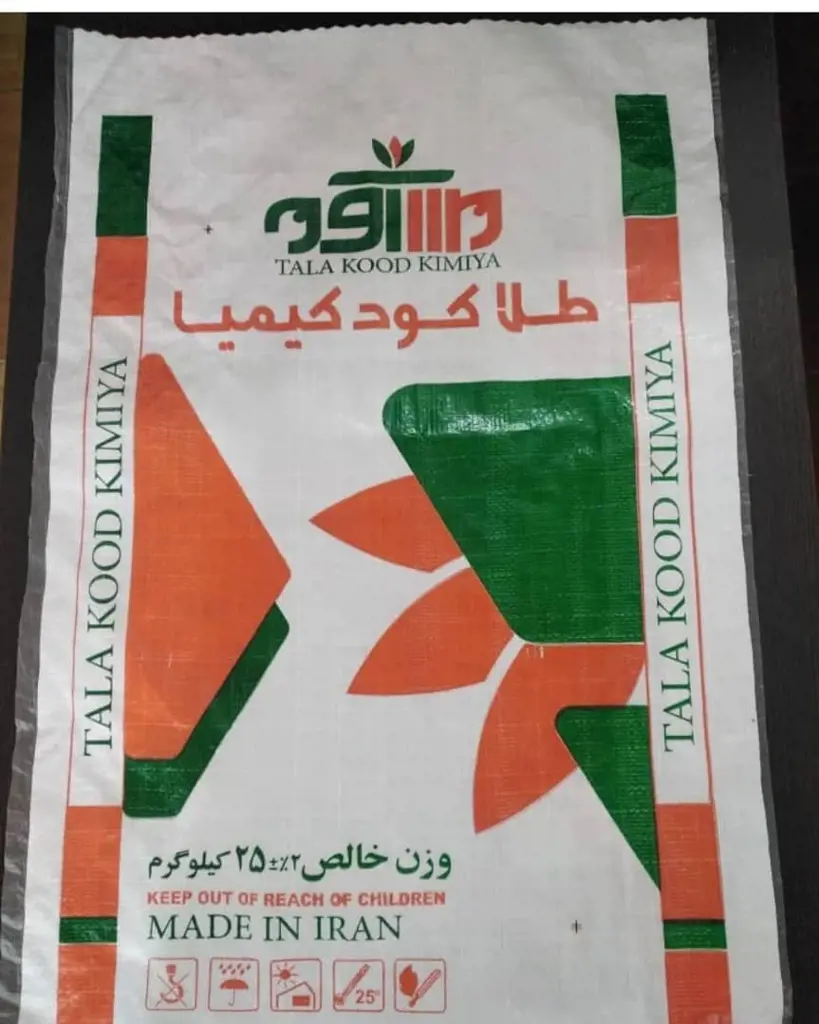 TALA KOOD KIMIYA
طلا کود کیمیا
TALA KOOD KIMIYA
TALA KOOD KIMIYA
وزن خالص ۲٪± ۲۵ کیلوگرم
KEEP OUT OF REACH OF CHILDREN
MADE IN IRAN
25°